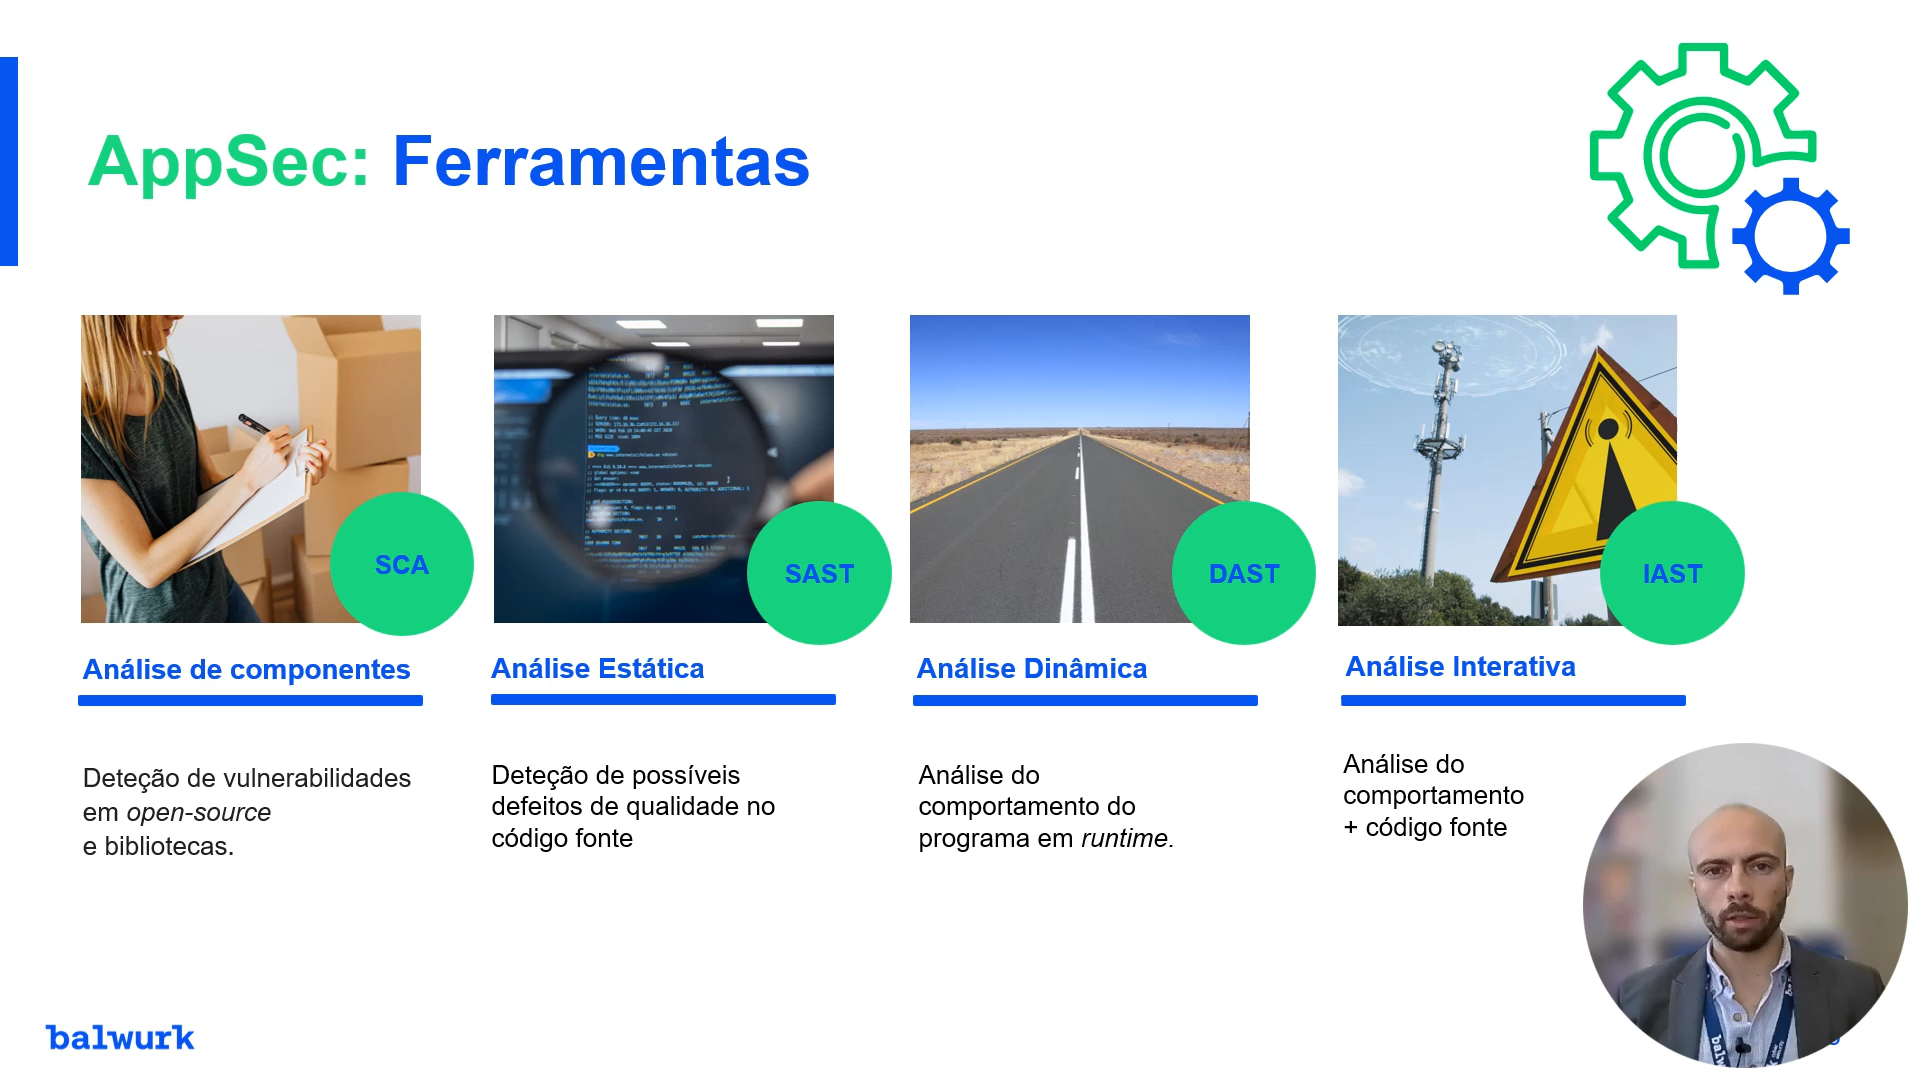 AppSec: Ferramentas
SCA
SAST
DAST
IAST
Análise de componentes
Análise Estática
Análise Dinâmica
Análise Interativa
Deteção de vulnerabilidades
em open-source
e bibliotecas.
Deteção de possíveis
defeitos de qualidade no
código fonte
Análise do
comportamento do
programa em runtime.
Análise do
comportamento
+ código fonte
balwurk